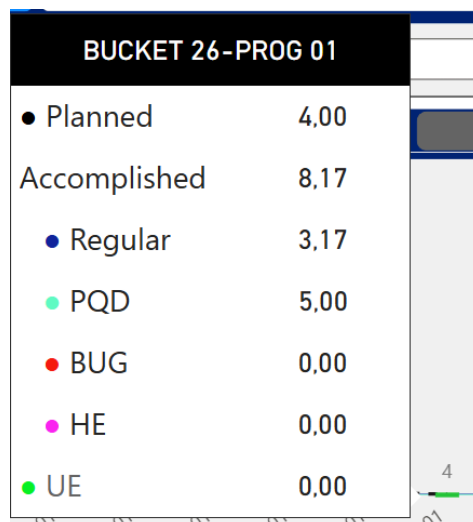 BUCKET 26-PROG 01
Planned 4,00
Accomplished 8,17
Regular 3,17
PQD 5,00
BUG 0,00
HE 0,00
UE 0,00
4
01